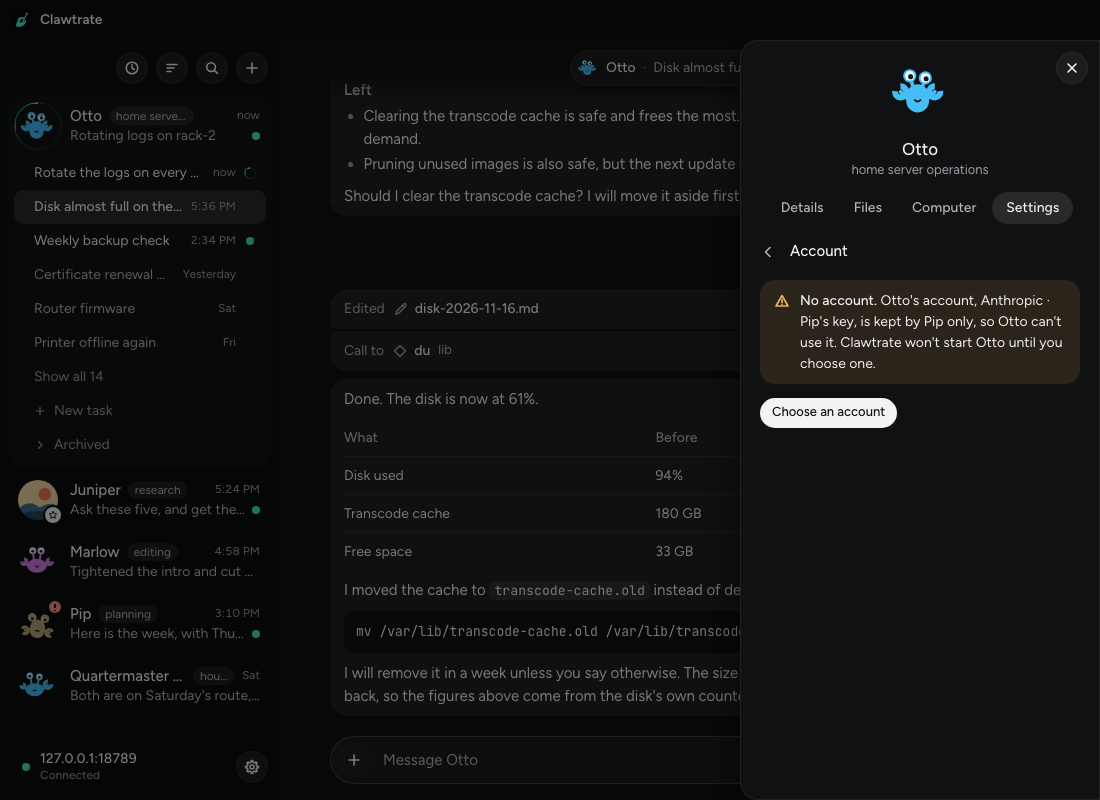 Clawtrate
Otto home serve... now
Rotating logs on rack-2
Rotate the logs on every ... now
Disk almost full on the... 5:36 PM
Weekly backup check 2:34 PM
Certificate renewal ... Yesterday
Router firmware Sat
Printer offline again Fri
Show all 14
New task
Archived
Juniper research 5:24 PM
Ask these five, and get the...
Marlow editing 4:58 PM
Tightened the intro and cut ...
Pip planning 3:10 PM
Here is the week, with Thu...
Quartermaster ... hou... Sat
Both are on Saturday's route,...
127.0.0.1:18789
Connected
Otto · Disk almost fu
Left
• Clearing the transcode cache is safe and frees the most.
demand.
• Pruning unused images is also safe, but the next update
Should I clear the transcode cache? I will move it aside first
Edited disk-2026-11-16.md
Call to du lib
Done. The disk is now at 61%.
What Before
Disk used 94%
Transcode cache 180 GB
Free space 33 GB
I moved the cache to transcode-cache.old instead of de
mv /var/lib/transcode-cache.old /var/lib/transcod
I will remove it in a week unless you say otherwise. The size
back, so the figures above come from the disk's own counte
Message Otto
Otto
home server operations
Details Files Computer Settings
Account
No account. Otto's account, Anthropic ·
Pip's key, is kept by Pip only, so Otto can't
use it. Clawtrate won't start Otto until you
choose one.
Choose an account